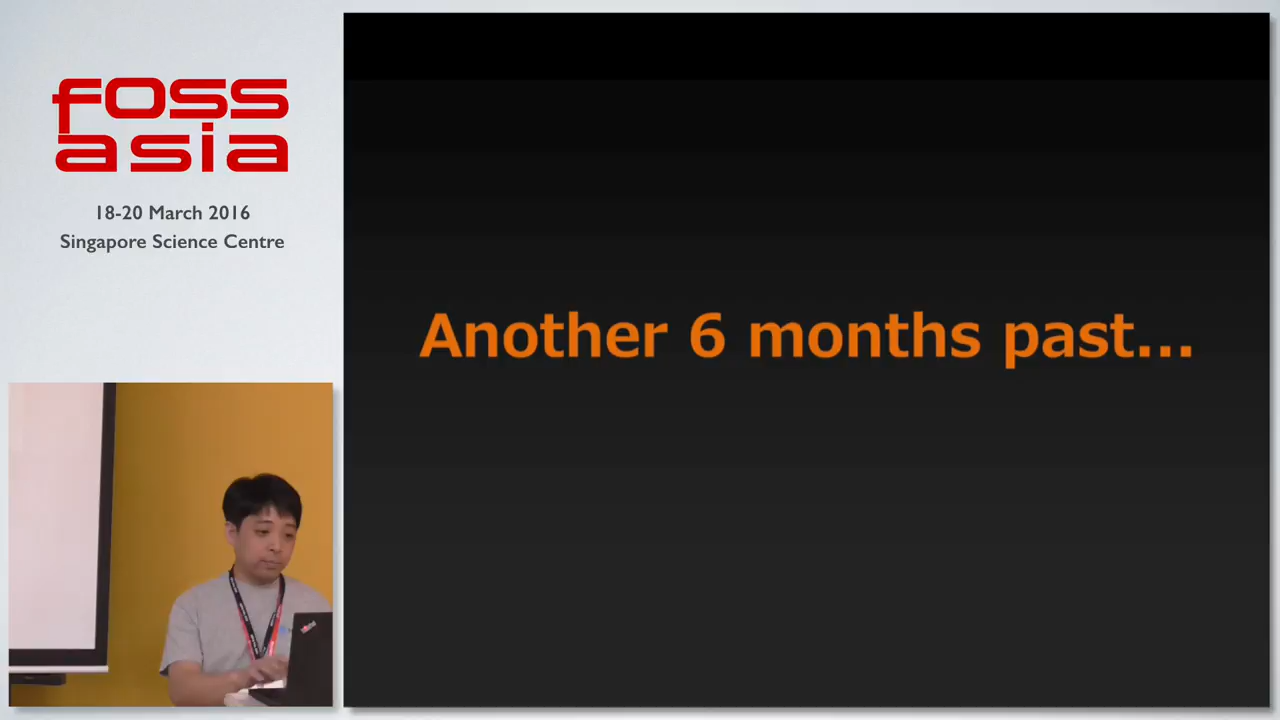 foss
asia
18-20 March 2016
Singapore Science Centre
Another 6 months past...